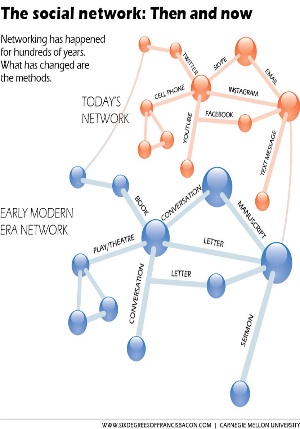 The social network: Then and now
Networking has happened
for hundreds of years.
What has changed are
the methods.
TWITTER
SKYPE
EMAIL
CELL PHONE
INSTAGRAM
TODAY'S
NETWORK
FACEBOOK
YOUTUBE
TEXT MESSAGE
BOOK
CONVERSATION
MANUSCRIPT
EARLY MODERN
ERA NETWORK
PLAY/THEATRE
LETTER
LETTER
CONVERSATION
SERMON
WWW.SIXDEGREESOFFRANCISBACON.COM | CARNEGIE MELLON UNIVERSITY